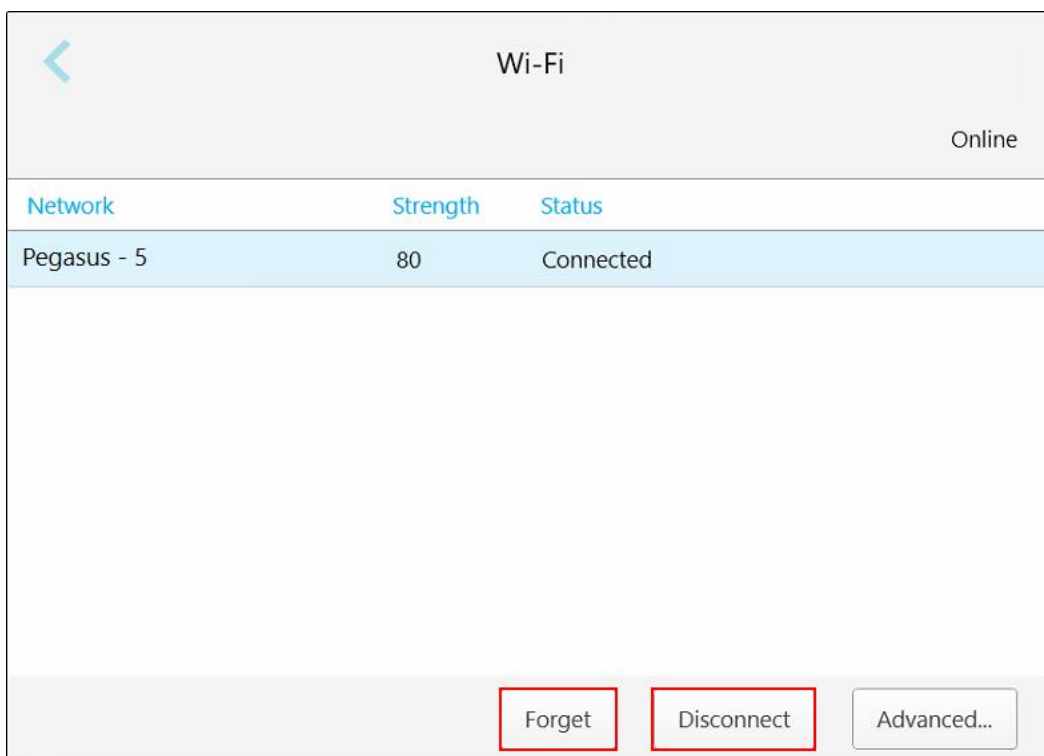 Wi-Fi
Online
Network Strength Status
Pegasus - 5 80 Connected
Forget Disconnect Advanced...